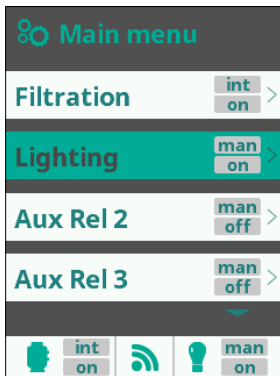 Main menu
Filtration int
on
Lighting man
on
Aux Rel 2 man
off
Aux Rel 3 man
off
int man
on on